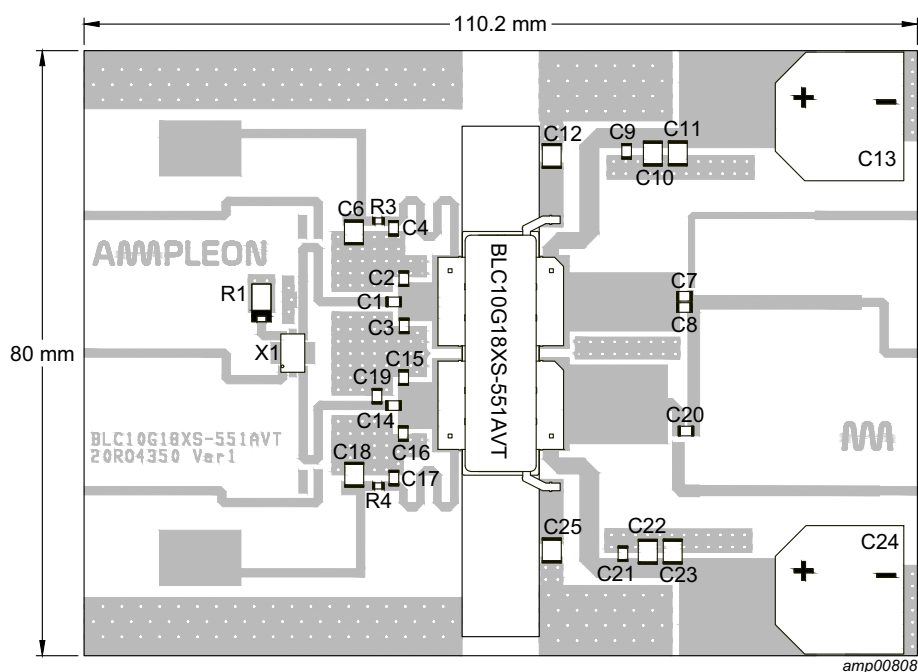 110.2 mm
C12
C9
C11
C10
C13
C6
R3
C4
AMPLEON
C2
R1
C1
C7
C3
C8
BLC10G18XS-551AVT
80 mm
X1
C15
C19
C14
C20
BLC10G18XS-551AVT
20RO4350 Var1
C16
C18
C17
R4
C25
C22
C24
C21
C23
amp00808